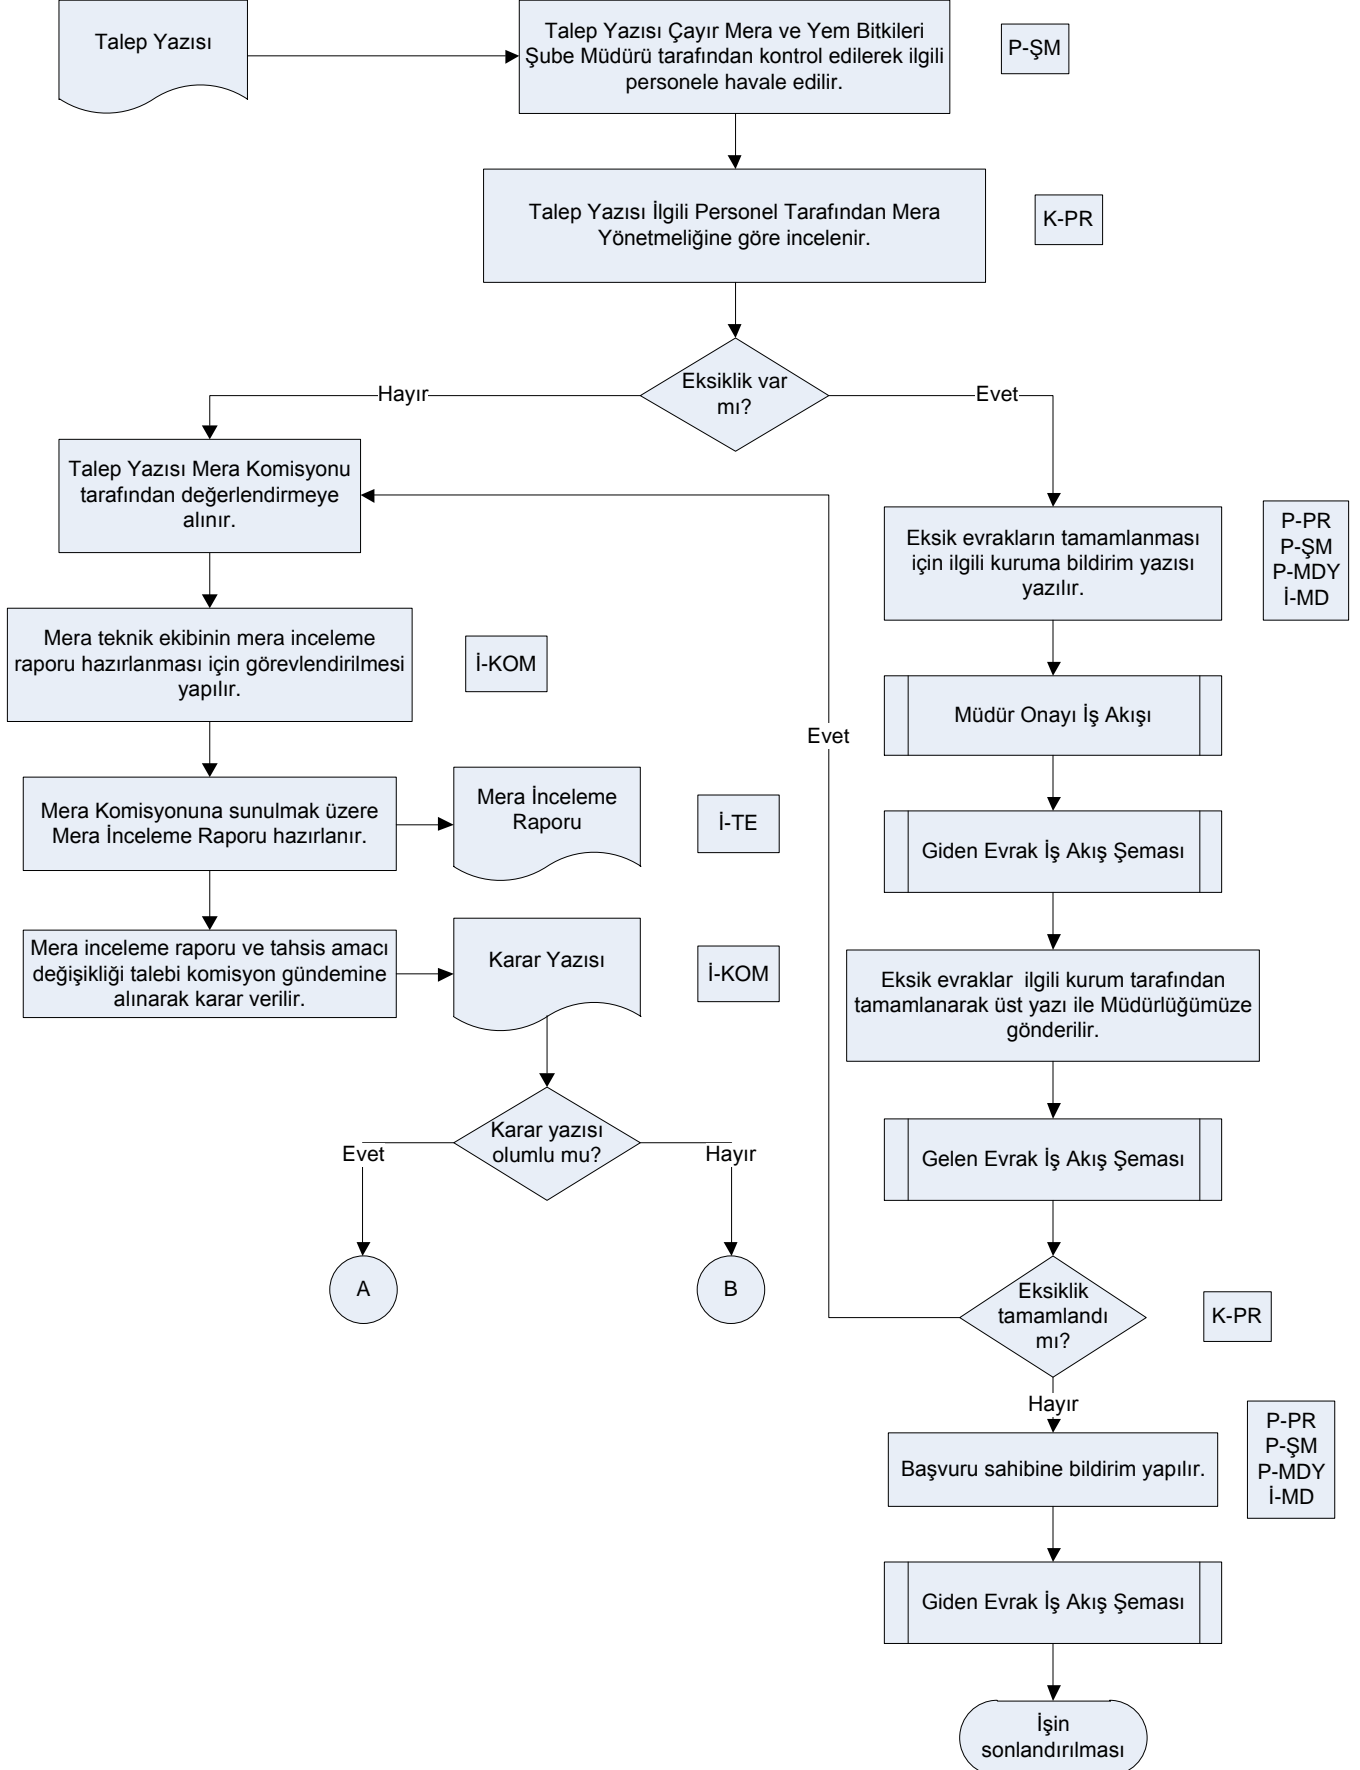 Talep Yazısı
Talep Yazısı Çayır Mera ve Yem Bitkileri
Şube Müdürü tarafından kontrol edilerek ilgili
personele havale edilir.
P-ŞM
Talep Yazısı İlgili Personel Tarafından Mera
Yönetmeliğine göre incelenir.
K-PR
Eksiklik var
mı?
Hayır
Evet
Talep Yazısı Mera Komisyonu
tarafından değerlendirmeye
alınır.
Eksik evrakların tamamlanması
için ilgili kuruma bildirim yazısı
yazılır.
P-PR
P-ŞM
P-MDY
İ-MD
Mera teknik ekibinin mera inceleme
raporu hazırlanması için görevlendirilmesi
yapılır.
İ-KOM
Müdür Onayı İş Akışı
Evet
Mera Komisyonuna sunulmak üzere
Mera İnceleme Raporu hazırlanır.
Mera İnceleme
Raporu
İ-TE
Giden Evrak İş Akış Şeması
Mera inceleme raporu ve tahsis amacı
değişikliği talebi komisyon gündemine
alınarak karar verilir.
Karar Yazısı
İ-KOM
Eksik evraklar  ilgili kurum tarafından
tamamlanarak üst yazı ile Müdürlüğümüze
gönderilir.
Karar yazısı
olumlu mu?
Evet
Hayır
Gelen Evrak İş Akış Şeması
A
B
Eksiklik
tamamlandı
mı?
K-PR
Hayır
Başvuru sahibine bildirim yapılır.
P-PR
P-ŞM
P-MDY
İ-MD
Giden Evrak İş Akış Şeması
İşin
sonlandırılması